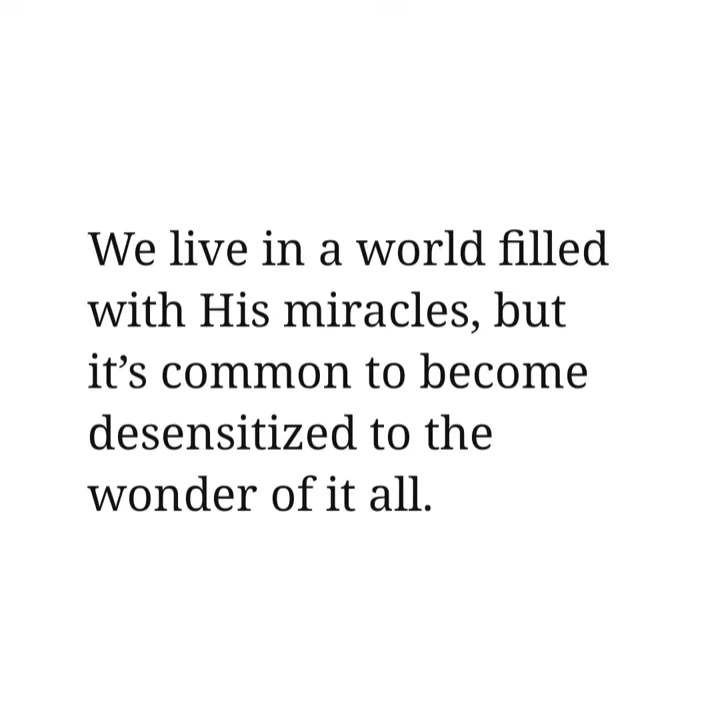 We live in a world filled
with His miracles, but
it’s common to become
desensitized to the
wonder of it all.